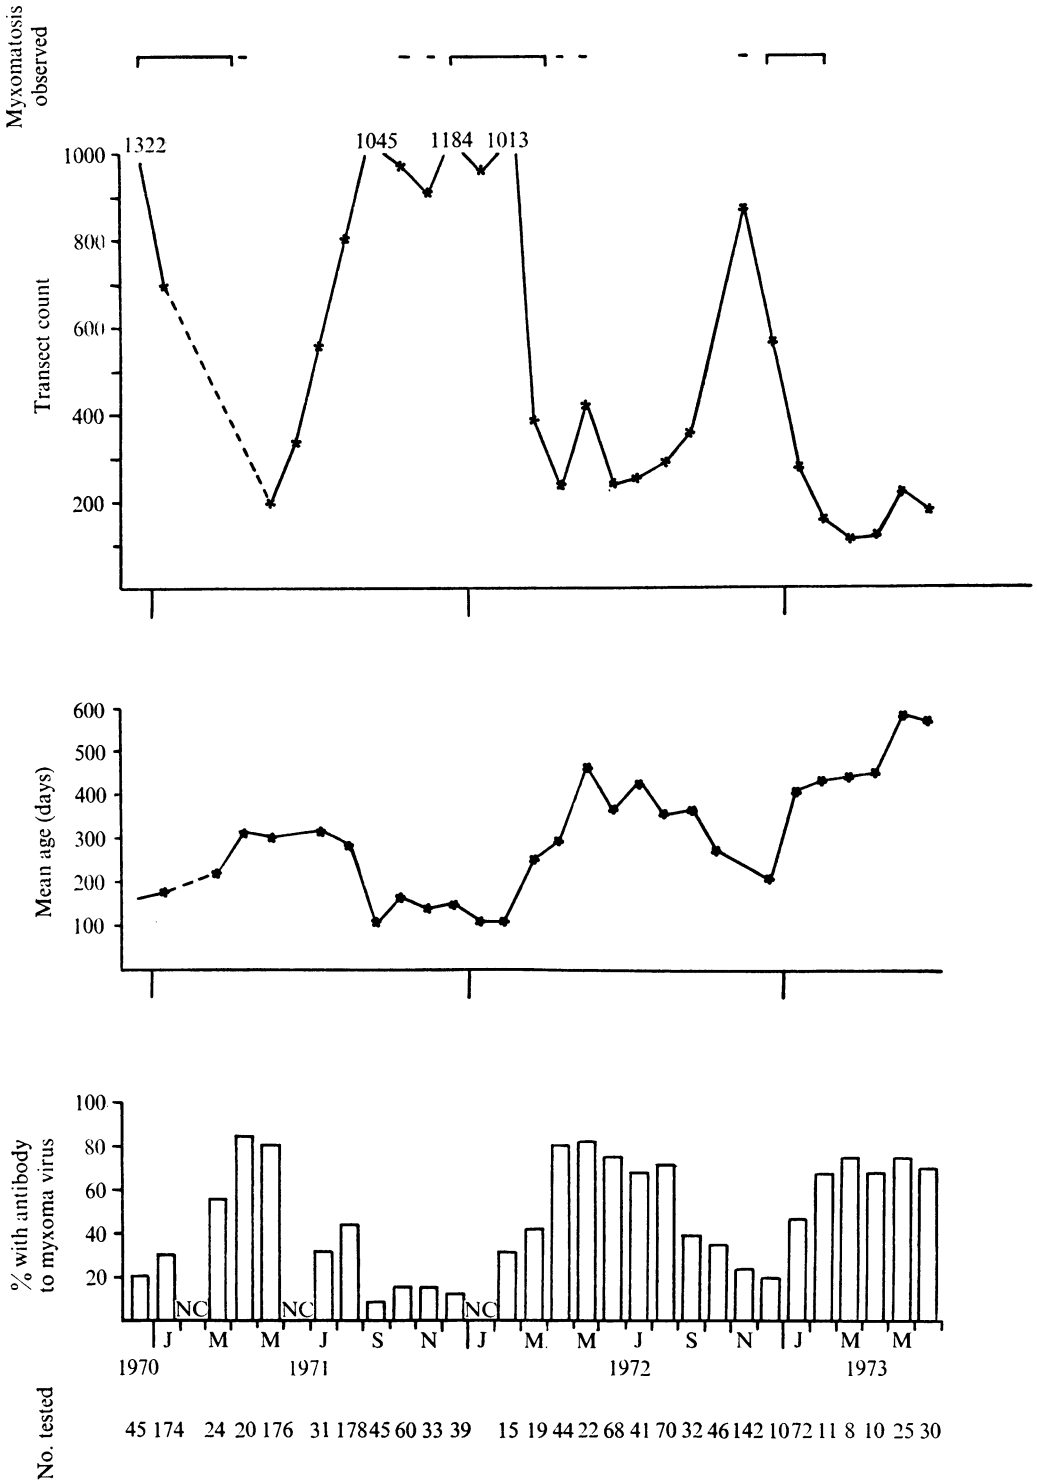 Myxomatosis
observed
1322
1045
1184
1013
1000
800
600
400
200
Transect count
600
500
400
300
200
100
Mean age (days)
100
80
60
40
20
% with antibody
to myxoma virus
NC
NC
NC
J M M J S N J M. M J S N J M M
1970 1971 1972 1973
No. tested
45 174 24 20 176 31 178 45 60 33 39 15 19 44 22 68 41 70 32 46 142 10 72 11 8 10 25 30